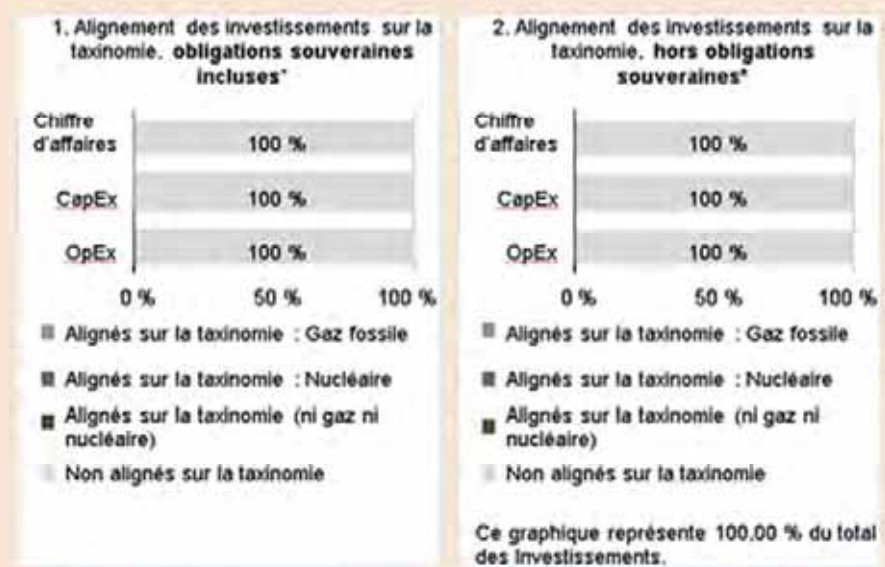 1. Alignement des investissements sur la
taxinomie, obligations souveraines
incluses*
Chiffre
d'affaires
100 %
CapEx
100 %
OpEx
100 %
0 %
50 %
100 %
Alignés sur la taxinomie : Gaz fossile
Alignés sur la taxinomie : Nucléaire
Alignés sur la taxinomie (ni gaz ni
nucléaire)
Non alignés sur la taxinomie
2. Alignement des investissements sur la
taxinomie, hors obligations
souveraines*
Chiffre
d'affaires
100 %
CapEx
100 %
OpEx
100 %
0 %
50 %
100 %
Alignés sur la taxinomie : Gaz fossile
Alignés sur la taxinomie : Nucléaire
Alignés sur la taxinomie (ni gaz ni
nucléaire)
Non alignés sur la taxinomie
Ce graphique représente 100,00 % du total
des Investissements.